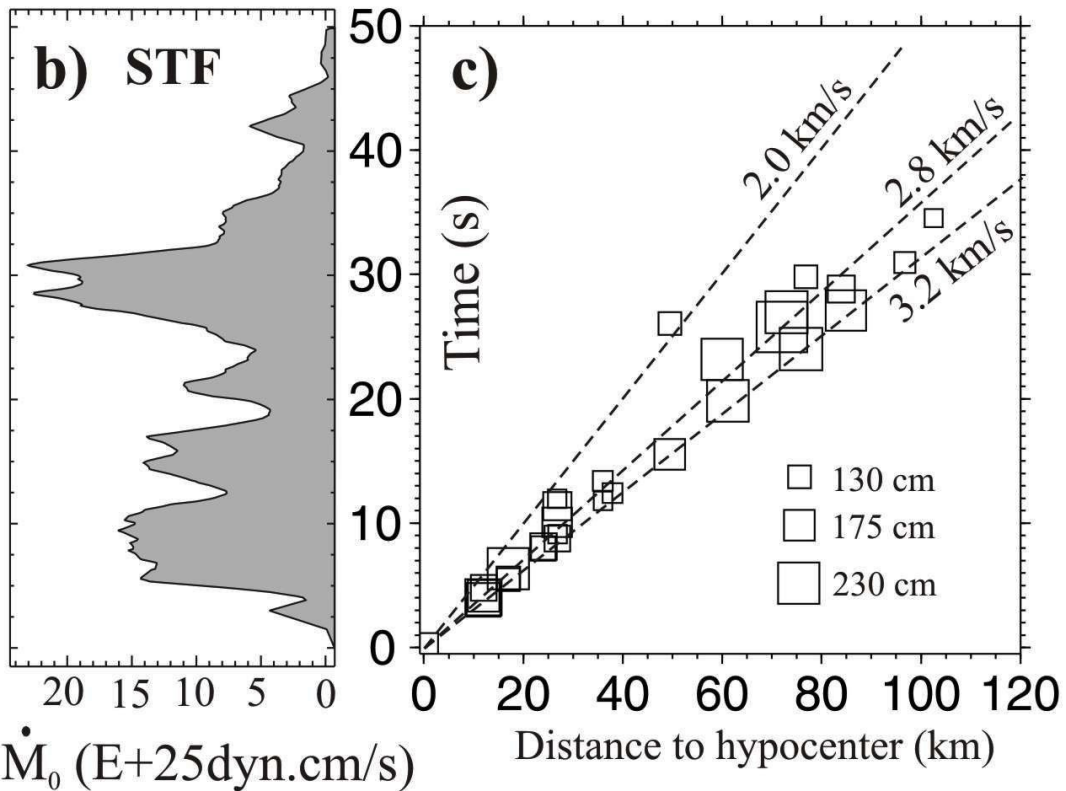 b) STF
20 15 10 5 0
Ṁ₀ (E+25dyn.cm/s)
c)
50
40
30
20
10
0
Time (s)
2.0 km/s
2.8 km/s
3.2 km/s
130 cm
175 cm
230 cm
0 20 40 60 80 100 120
Distance to hypocenter (km)